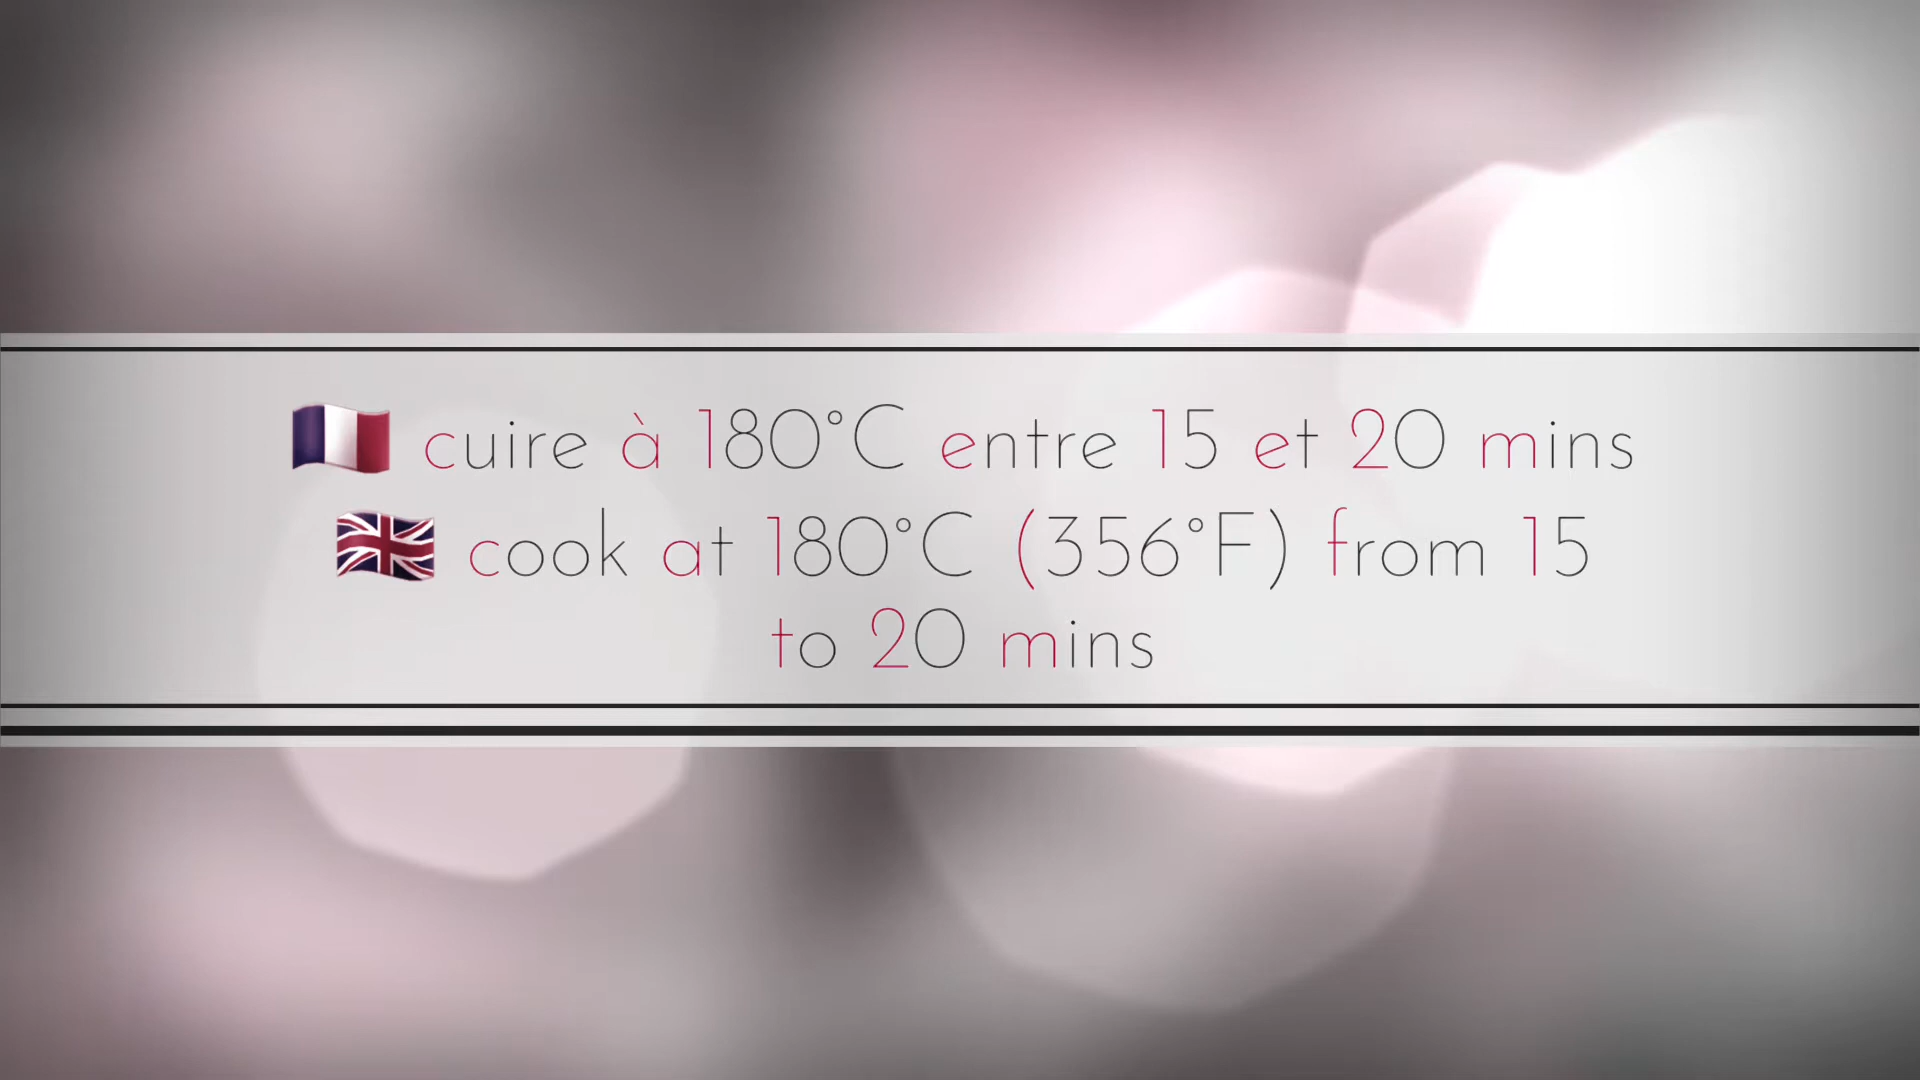 🇫🇷 cuire à 180°C entre 15 et 20 mins
🇬🇧 cook at 180°C (356°F) from 15
to 20 mins